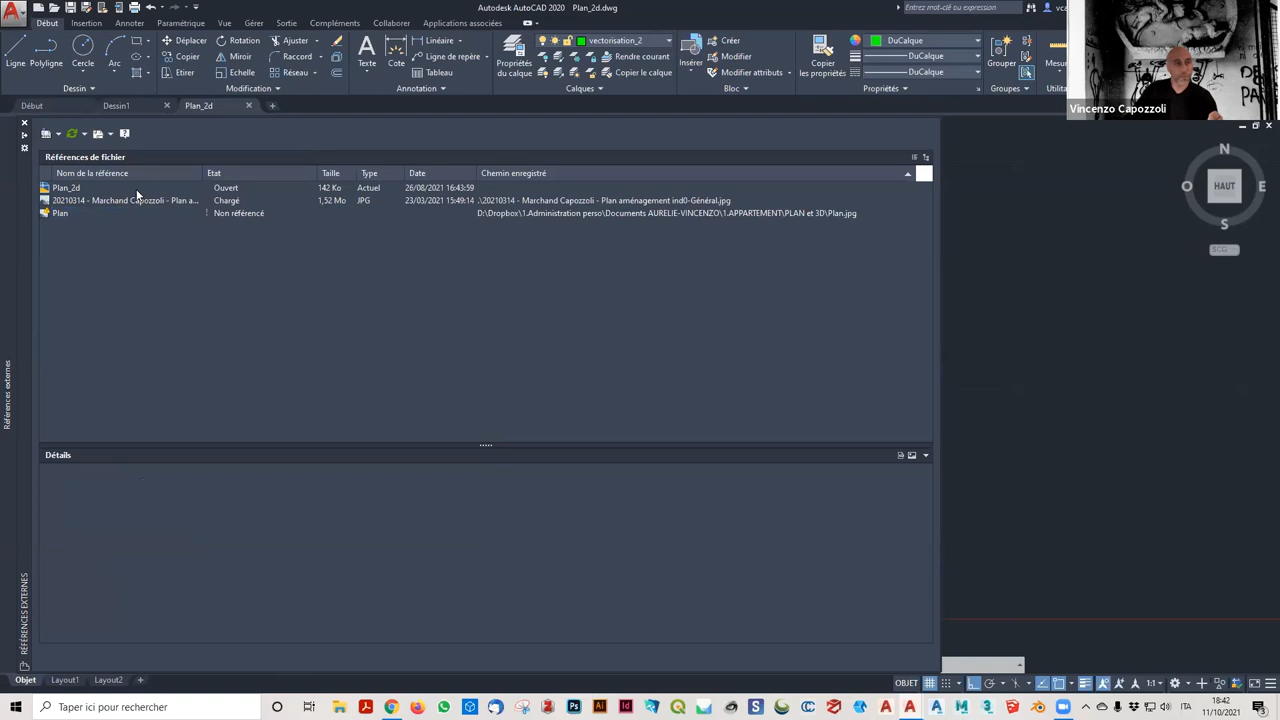 Autodesk AutoCAD 2020 Plan_2d.dwg
Entrez mot-clé ou expression
Début Insertion Annoter Paramétrique Vue Gérer Sortie Compléments Collaborer Applications associées
Ligne Polyligne Cercle Arc
Déplacer Rotation Ajuster
Copier Miroir Raccord
Etirer Echelle Réseau
Texte Cote
Linéaire
Ligne de repère
Tableau
Propriétés du calque
vectorisation_2
Rendre courant
Copier le calque
Insérer
Créer
Modifier
Modifier attributs
Copier les propriétés
DuCalque
DuCalque
DuCalque
Grouper
Dessin Modification Annotation Calques Bloc Propriétés Groupes
Vincenzo Capozzoli
Début Dessin1 Plan_2d
Références de fichier
Nom de la référence Etat Taille Type Date Chemin enregistré
Plan_2d Ouvert 142 Ko Actuel 26/08/2021 16:43:59
20210314 - Marchand Capozzoli - Plan a... Chargé 1,52 Mo JPG 23/03/2021 15:49:14 .\20210314 - Marchand Capozzoli - Plan aménagement ind0-Général.jpg
Plan ! Non référencé D:\Dropbox\1.Administration perso\Documents AURELIE-VINCENZO\1.APPARTEMENT\PLAN et 3D\Plan.jpg
N
O HAUT E
S
SCG
Références externes
Détails
RÉFÉRENCES EXTERNES
Objet Layout1 Layout2
OBJET 1:1
Taper ici pour rechercher
ITA
18:42
11/10/2021